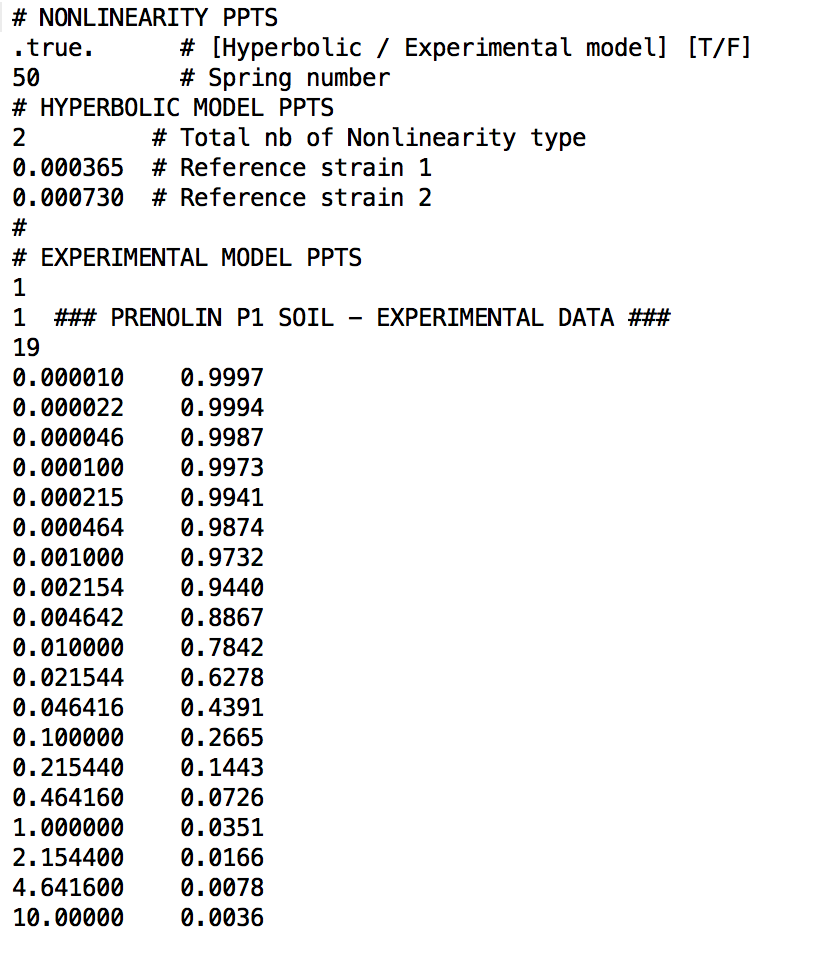 # NONLINEARITY PPTS
.true.      # [Hyperbolic / Experimental model] [T/F]
50          # Spring number
# HYPERBOLIC MODEL PPTS
2         # Total nb of Nonlinearity type
0.000365  # Reference strain 1
0.000730  # Reference strain 2
#
# EXPERIMENTAL MODEL PPTS
1
1  ### PRENOLIN P1 SOIL – EXPERIMENTAL DATA ###
19
0.000010    0.9997
0.000022    0.9994
0.000046    0.9987
0.000100    0.9973
0.000215    0.9941
0.000464    0.9874
0.001000    0.9732
0.002154    0.9440
0.004642    0.8867
0.010000    0.7842
0.021544    0.6278
0.046416    0.4391
0.100000    0.2665
0.215440    0.1443
0.464160    0.0726
1.000000    0.0351
2.154400    0.0166
4.641600    0.0078
10.00000    0.0036